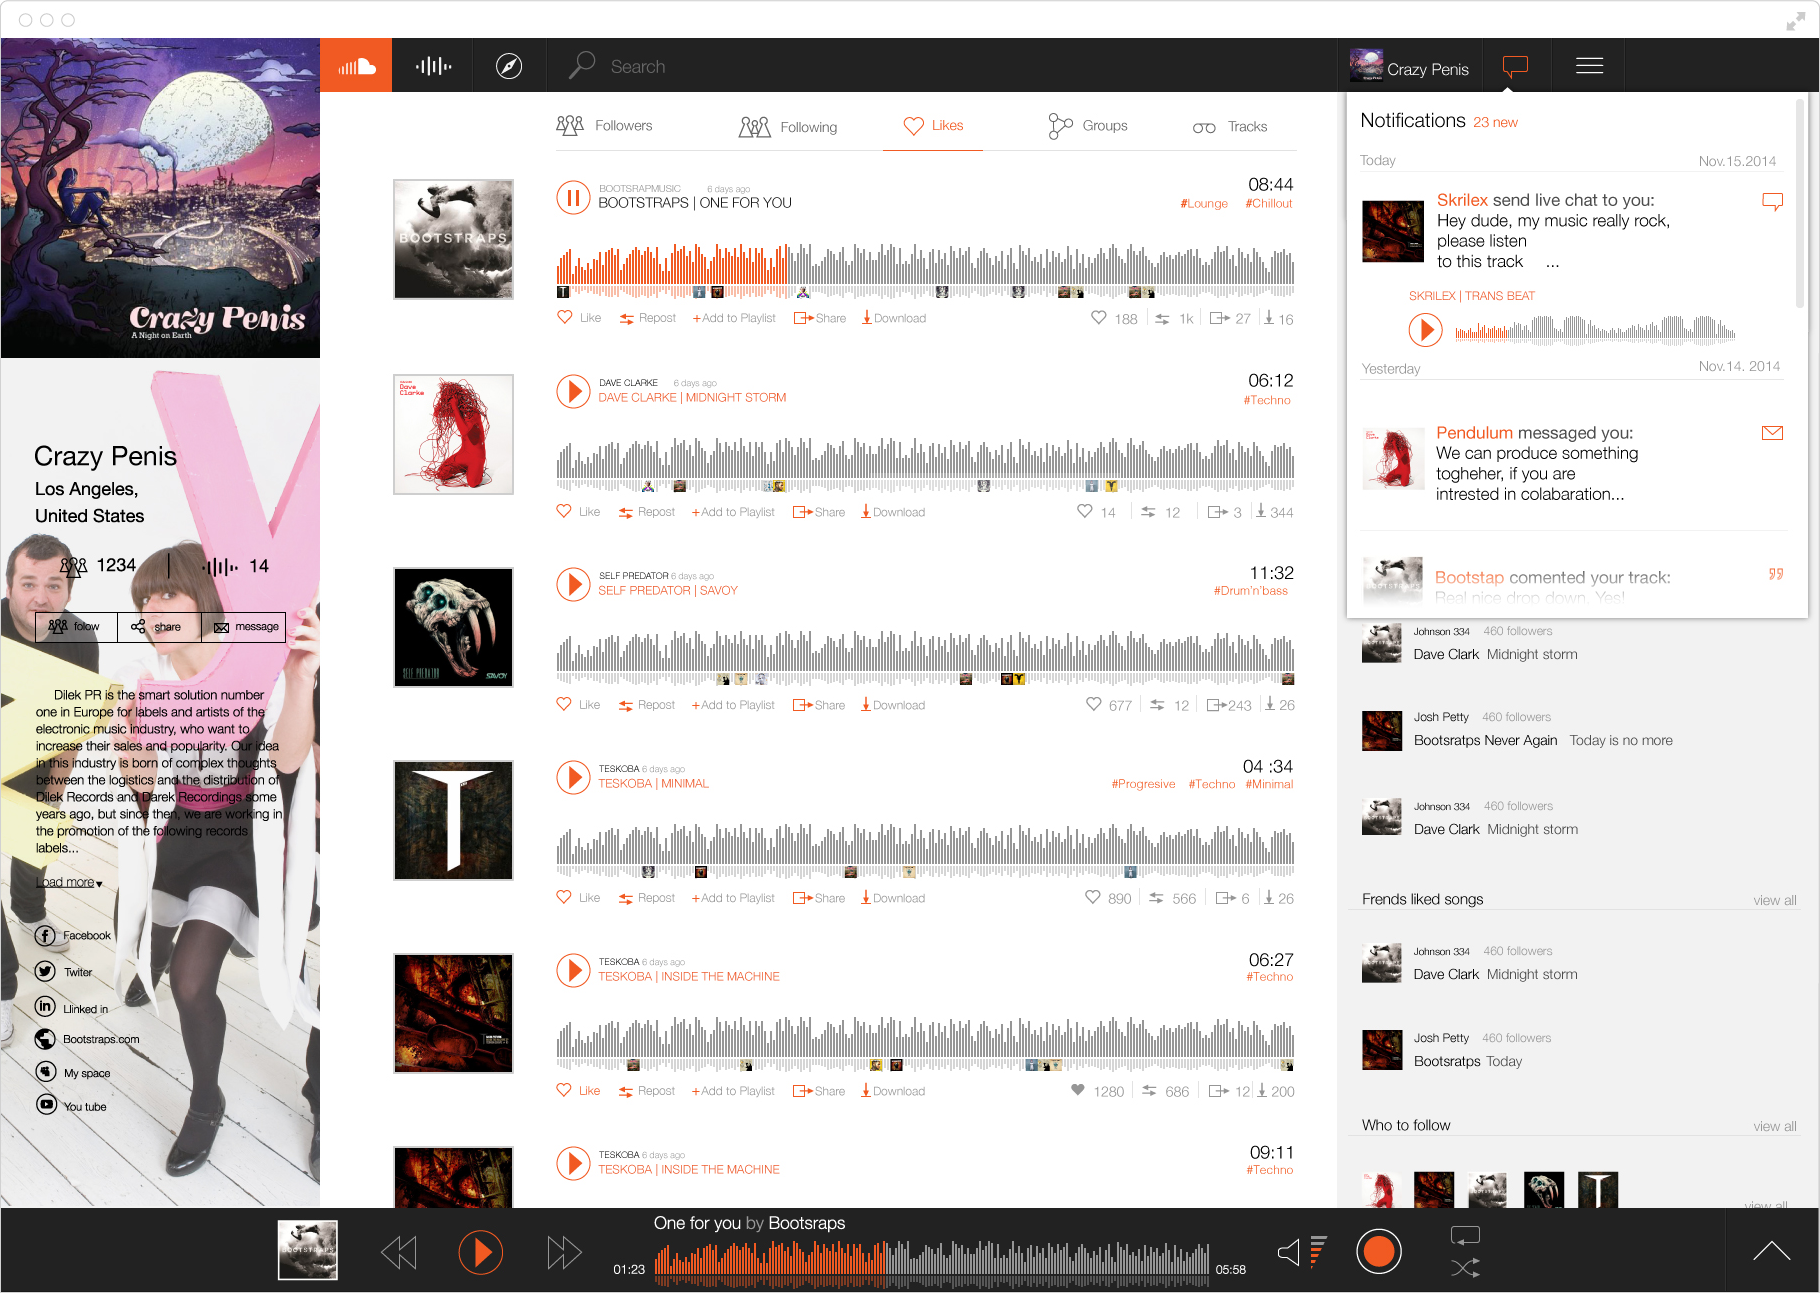 Search
Crazy Penis
Crazy Penis
A Night on Earth
Crazy Penis
Los Angeles,
United States
1234
14
folow
share
message
Dilek PR is the smart solution number
one in Europe for labels and artists of the
electronic music industry, who want to
increase their sales and popularity. Our idea
in this industry is born of complex thoughts
between the logistics and the distribution of
Dilek Records and Darek Recordings some
years ago, but since then, we are working in
the promotion of the following records
labels...
Load more
Facebook
Twiter
Llinked in
Bootstraps.com
My space
You tube
Followers
Following
Likes
Groups
Tracks
BOOTSTRAPS
BOOTSRAPMUSIC 6 days ago
BOOTSRAPS | ONE FOR YOU
08:44
#Lounge #Chillout
Like Repost +Add to Playlist Share Download
188 1k 27 16
Dave
Clarke
DAVE CLARKE 6 days ago
DAVE CLARKE | MIDNIGHT STORM
06:12
#Techno
Like Repost +Add to Playlist Share Download
14 12 3 344
SELF PREDATOR SAVOY
SELF PREDATOR 6 days ago
SELF PREDATOR | SAVOY
11:32
#Drum'n'bass
Like Repost +Add to Playlist Share Download
677 12 243 26
TESKOBA 6 days ago
TESKOBA | MINIMAL
04 :34
#Progresive #Techno #Minimal
Like Repost +Add to Playlist Share Download
890 566 6 26
TESKOBA 6 days ago
TESKOBA | INSIDE THE MACHINE
06:27
#Techno
Like Repost +Add to Playlist Share Download
1280 686 12 200
TESKOBA 6 days ago
TESKOBA | INSIDE THE MACHINE
09:11
#Techno
Notifications 23 new
Today Nov.15.2014
Skrilex send live chat to you:
Hey dude, my music really rock,
please listen
to this track ...
SKRILEX | TRANS BEAT
Yesterday Nov.14. 2014
Pendulum messaged you:
We can produce something
togheher, if you are
intrested in colabaration...
Bootstap comented your track:
Real nice drop down. Yes!
Johnson 334 460 followers
Dave Clark Midnight storm
Josh Petty 460 followers
Bootsratps Never Again Today is no more
Johnson 334 460 followers
Dave Clark Midnight storm
Frends liked songs view all
Johnson 334 460 followers
Dave Clark Midnight storm
Josh Petty 460 followers
Bootsratps Today
Who to follow view all
view all
BOOTSTRAPS
One for you by Bootsraps
01:23
05:58